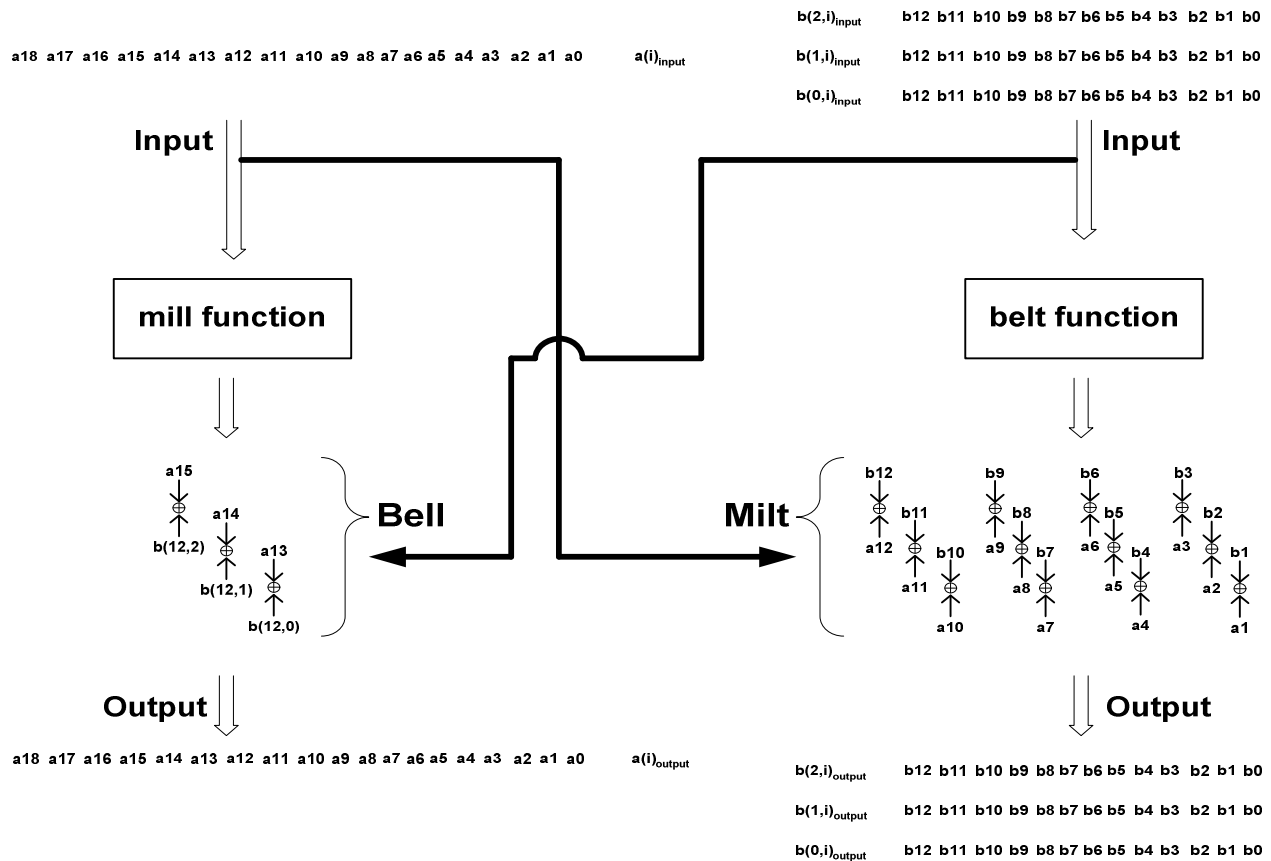 b(2,i)input b12 b11 b10 b9 b8 b7 b6 b5 b4 b3 b2 b1 b0
a18 a17 a16 a15 a14 a13 a12 a11 a10 a9 a8 a7 a6 a5 a4 a3 a2 a1 a0 a(i)input
b(1,i)input b12 b11 b10 b9 b8 b7 b6 b5 b4 b3 b2 b1 b0
b(0,i)input b12 b11 b10 b9 b8 b7 b6 b5 b4 b3 b2 b1 b0
Input
Input
mill function
belt function
a15
b(12,2)
a14
b(12,1)
a13
b(12,0)
Bell
Milt
b12
a12
b11
a11
b10
a10
b9
a9
b8
a8
b7
a7
b6
a6
b5
a5
b4
a4
b3
a3
b2
a2
b1
a1
Output
Output
a18 a17 a16 a15 a14 a13 a12 a11 a10 a9 a8 a7 a6 a5 a4 a3 a2 a1 a0 a(i)output
b(2,i)output b12 b11 b10 b9 b8 b7 b6 b5 b4 b3 b2 b1 b0
b(1,i)output b12 b11 b10 b9 b8 b7 b6 b5 b4 b3 b2 b1 b0
b(0,i)output b12 b11 b10 b9 b8 b7 b6 b5 b4 b3 b2 b1 b0